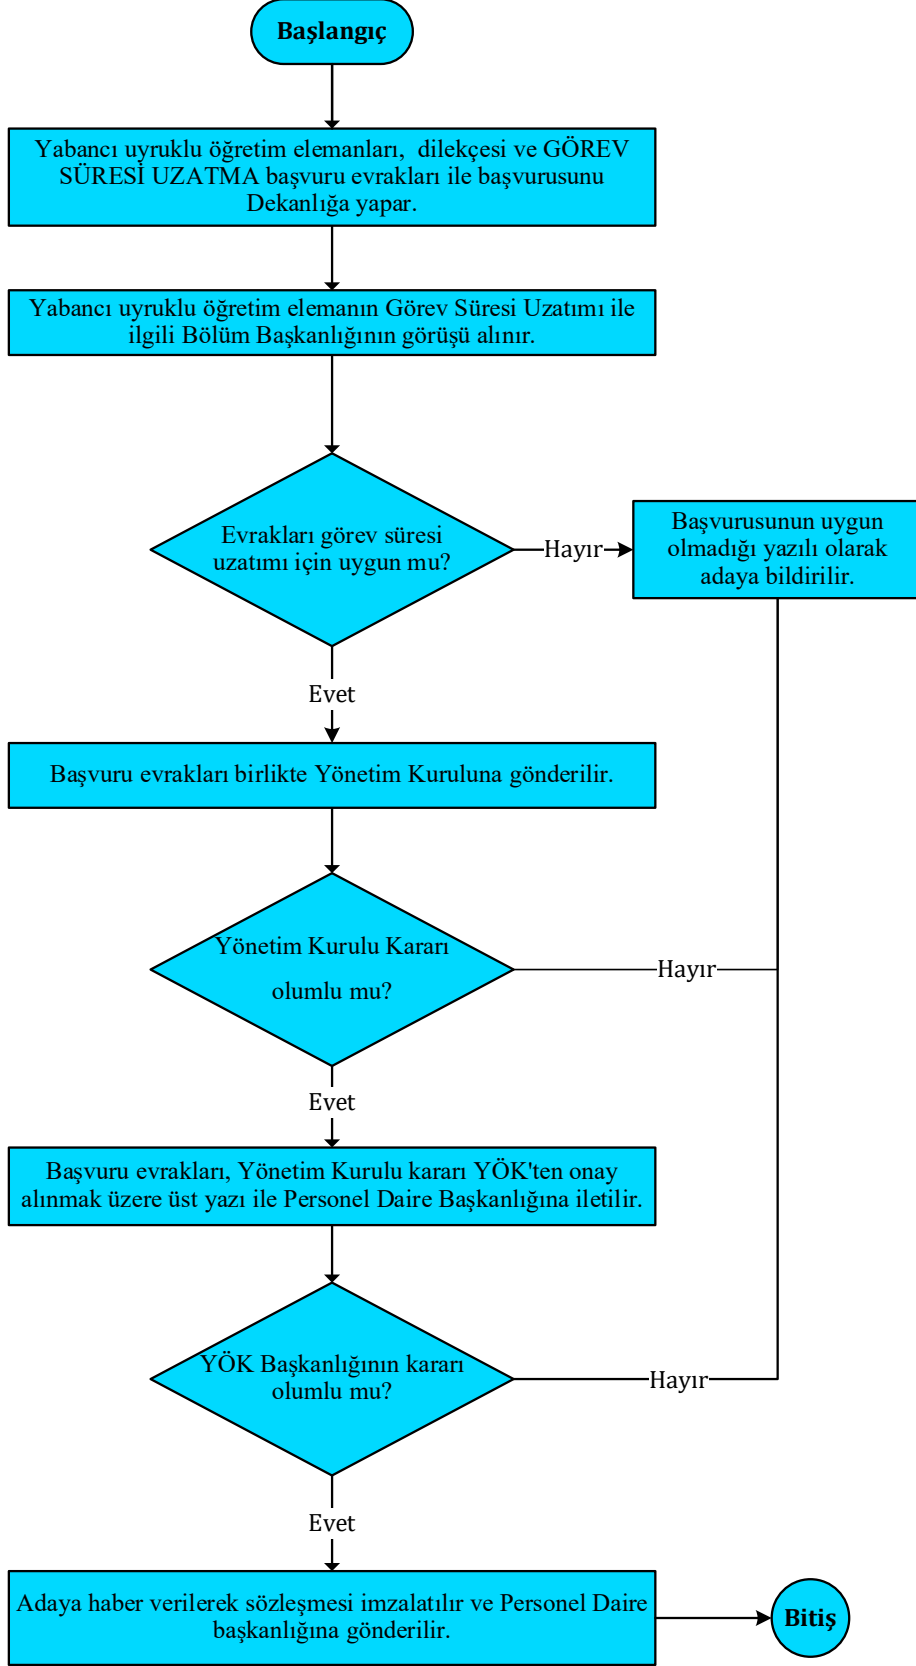 Başlangıç
Yabancı uyruklu öğretim elemanları, dilekçesi ve GÖREV
SÜRESİ UZATMA başvuru evrakları ile başvurusunu
Dekanlığa yapar.
Yabancı uyruklu öğretim elemanın Görev Süresi Uzatımı ile
ilgili Bölüm Başkanlığının görüşü alınır.
Evrakları görev süresi
uzatımı için uygun mu?
Hayır
Başvurusunun uygun
olmadığı yazılı olarak
adaya bildirilir.
Evet
Başvuru evrakları birlikte Yönetim Kuruluna gönderilir.
Yönetim Kurulu Kararı
olumlu mu?
Hayır
Evet
Başvuru evrakları, Yönetim Kurulu kararı YÖK'ten onay
alınmak üzere üst yazı ile Personel Daire Başkanlığına iletilir.
YÖK Başkanlığının kararı
olumlu mu?
Hayır
Evet
Adaya haber verilerek sözleşmesi imzalatılır ve Personel Daire
başkanlığına gönderilir.
Bitiş